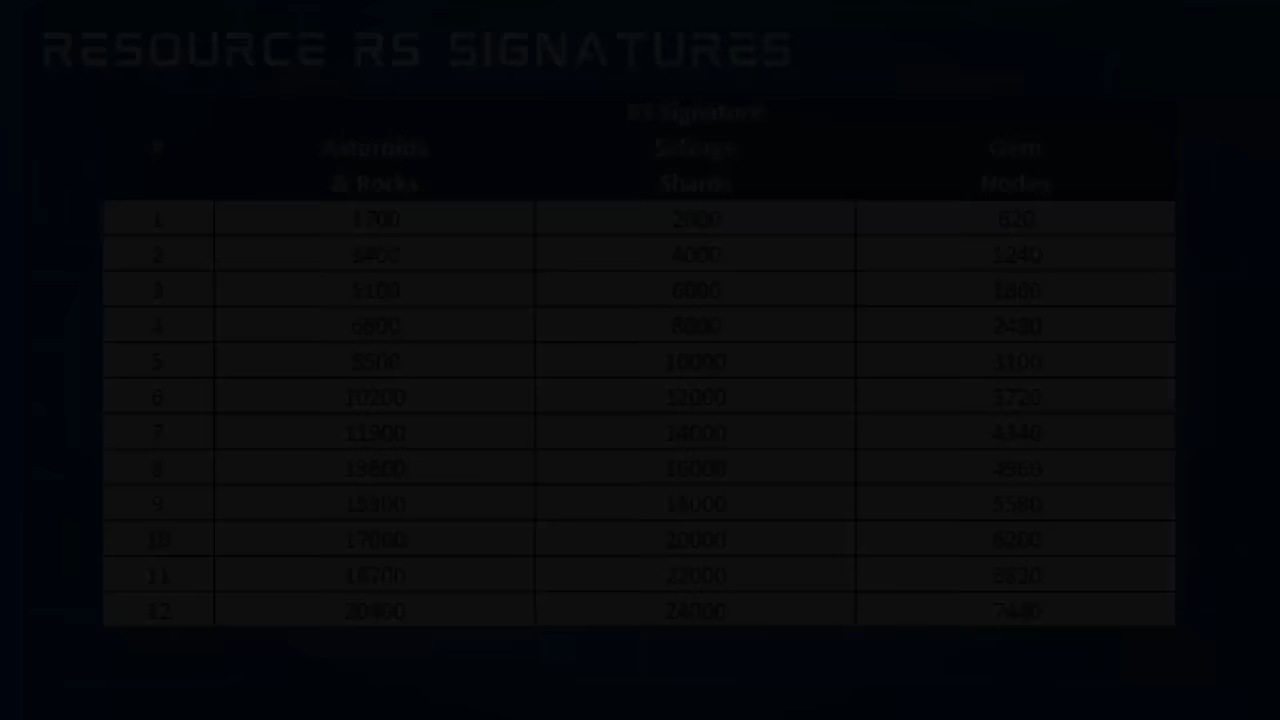 RESOURCE RS SIGNATURES
RS Signature
# Asteroids Salvage Gem
& Rocks Shards Nodes
1 1700 2000 620
2 3400 4000 1240
3 5100 6000 1860
4 6800 8000 2480
5 8500 10000 3100
6 10200 12000 3720
7 11900 14000 4340
8 13600 16000 4960
9 15300 18000 5580
10 17000 20000 6200
11 18700 22000 6820
12 20400 24000 7440